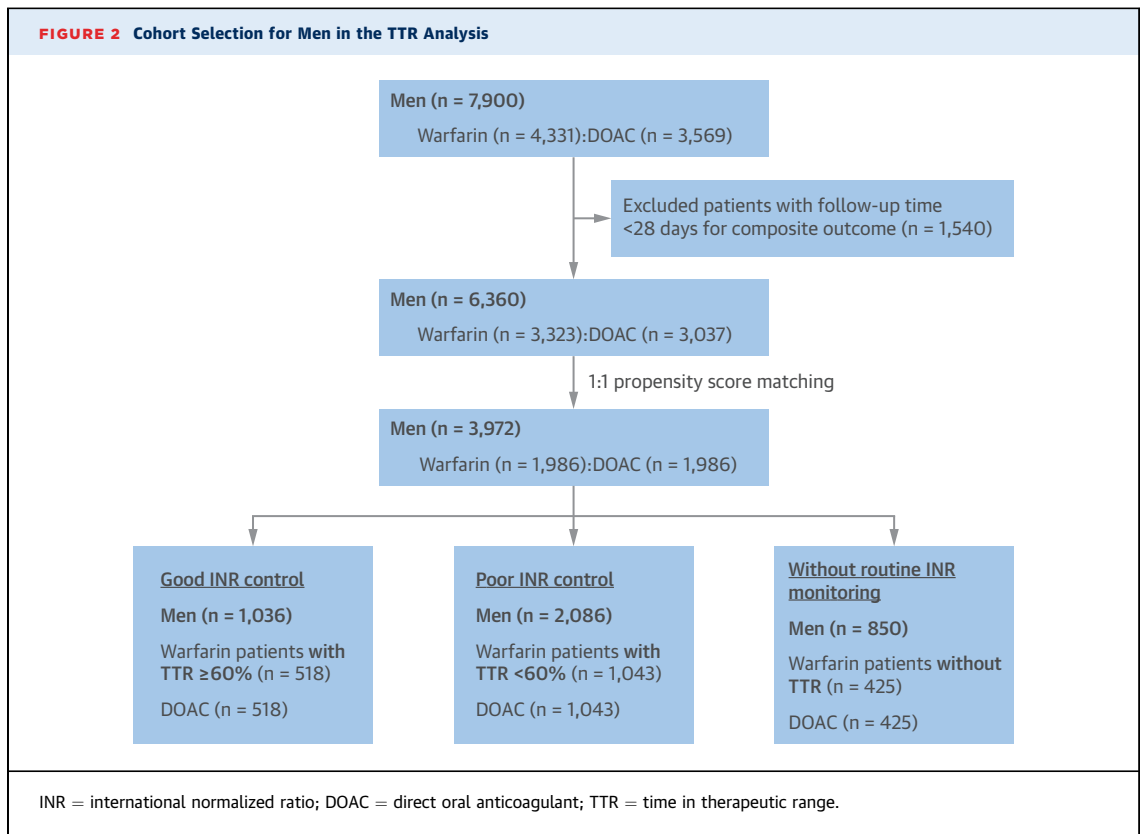 FIGURE 2 Cohort Selection for Men in the TTR Analysis
Men (n = 7,900)
Warfarin (n = 4,331):DOAC (n = 3,569)
Excluded patients with follow-up time
<28 days for composite outcome (n = 1,540)
Men (n = 6,360)
Warfarin (n = 3,323):DOAC (n = 3,037)
1:1 propensity score matching
Men (n = 3,972)
Warfarin (n = 1,986):DOAC (n = 1,986)
Good INR control
Men (n = 1,036)
Warfarin patients with
TTR ≥60% (n = 518)
DOAC (n = 518)
Poor INR control
Men (n = 2,086)
Warfarin patients with
TTR <60% (n = 1,043)
DOAC (n = 1,043)
Without routine INR
monitoring
Men (n = 850)
Warfarin patients without
TTR (n = 425)
DOAC (n = 425)
INR = international normalized ratio; DOAC = direct oral anticoagulant; TTR = time in therapeutic range.